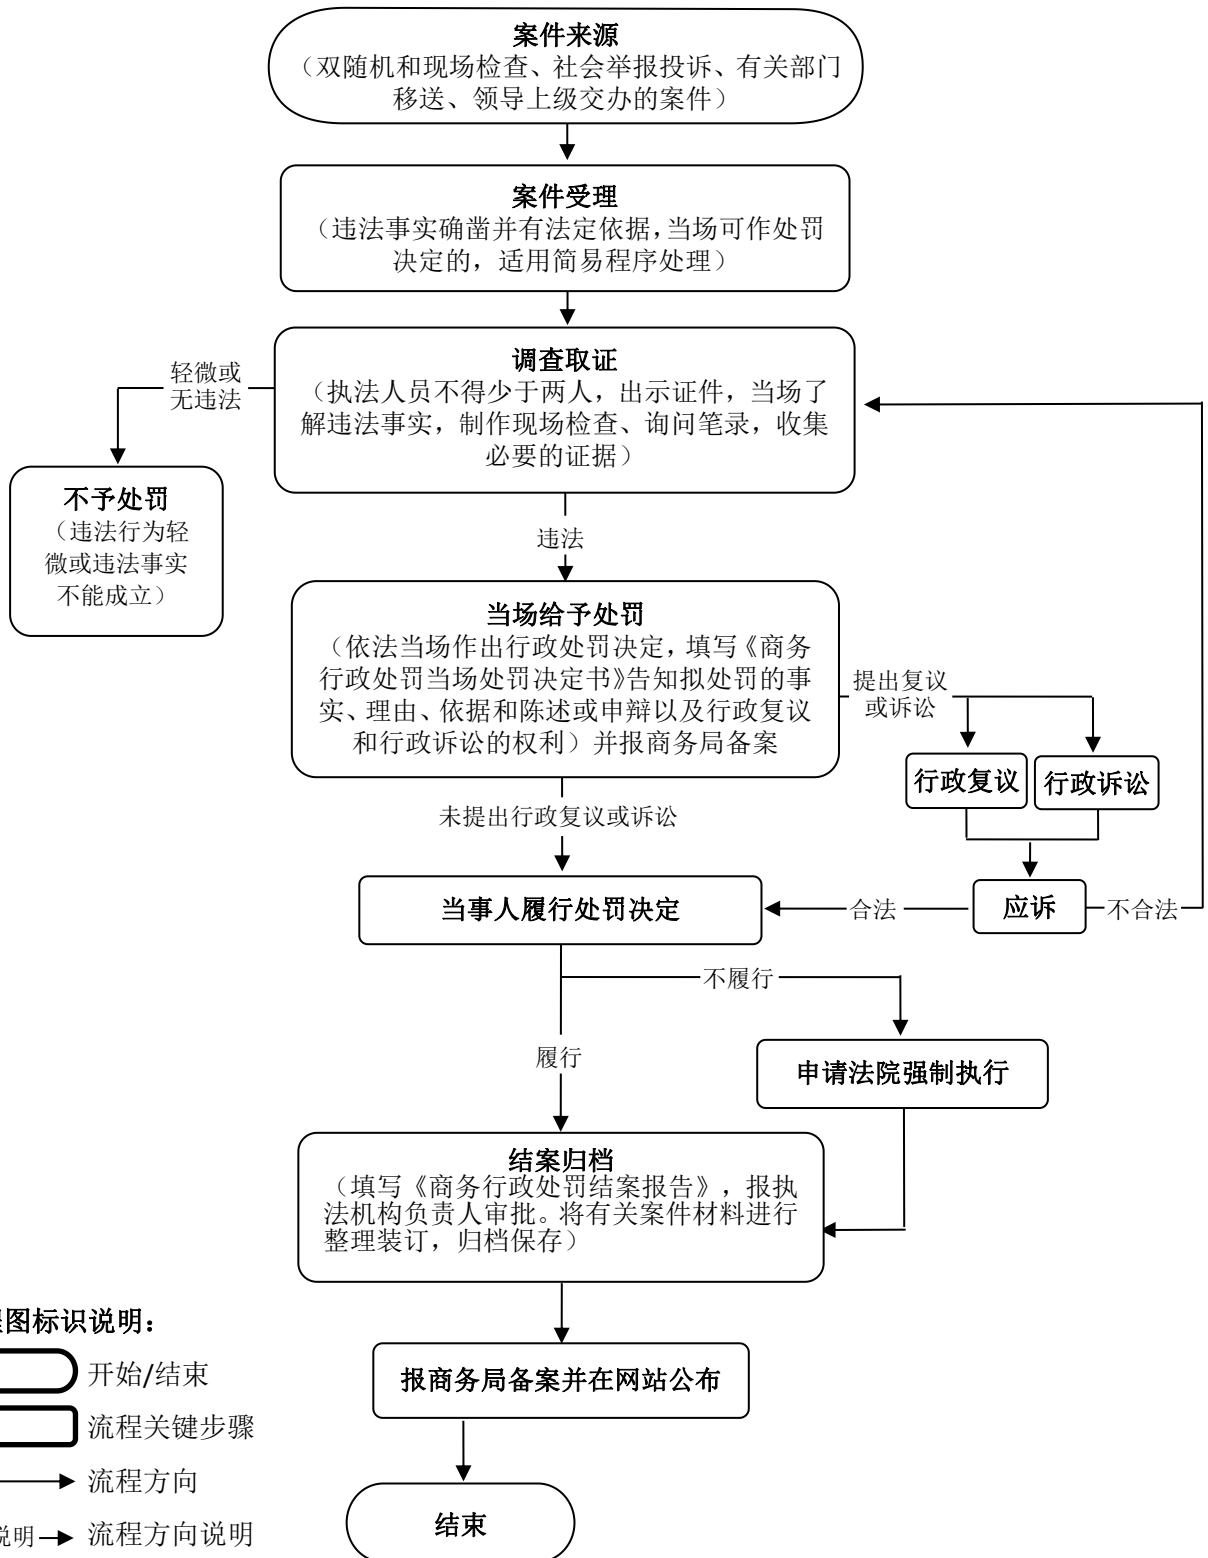 案件来源
（双随机和现场检查、社会举报投诉、有关部门
移送、领导上级交办的案件）
案件受理
（违法事实确凿并有法定依据，当场可作处罚
决定的，适用简易程序处理）
调查取证
（执法人员不得少于两人，出示证件，当场了
解违法事实，制作现场检查、询问笔录，收集
必要的证据）
轻微或
无违法
不予处罚
（违法行为轻
微或违法事实
不能成立）
违法
当场给予处罚
（依法当场作出行政处罚决定，填写《商务
行政处罚当场处罚决定书》告知拟处罚的事
实、理由、依据和陈述或申辩以及行政复议
和行政诉讼的权利）并报商务局备案
提出复议
或诉讼
行政复议
行政诉讼
未提出行政复议或诉讼
当事人履行处罚决定
合法
应诉
不合法
不履行
履行
申请法院强制执行
结案归档
（填写《商务行政处罚结案报告》，报执
法机构负责人审批。将有关案件材料进行
整理装订，归档保存）
报商务局备案并在网站公布
结束
图标识说明：
开始/结束
流程关键步骤
流程方向
说明
流程方向说明